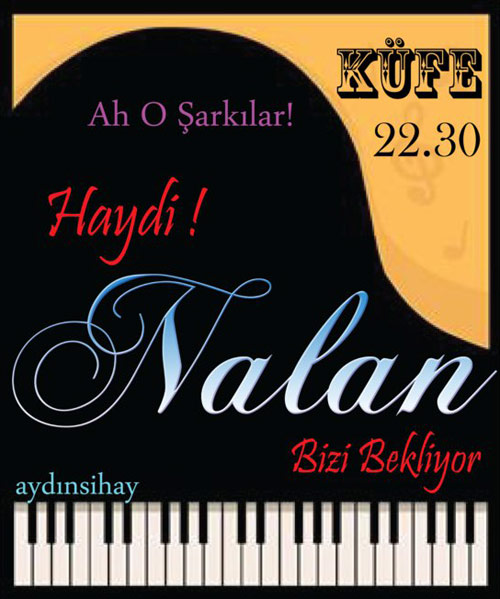 KÜFE
22.30
Ah O Şarkılar!
Haydi !
Nalan
Bizi Bekliyor
aydınsihay